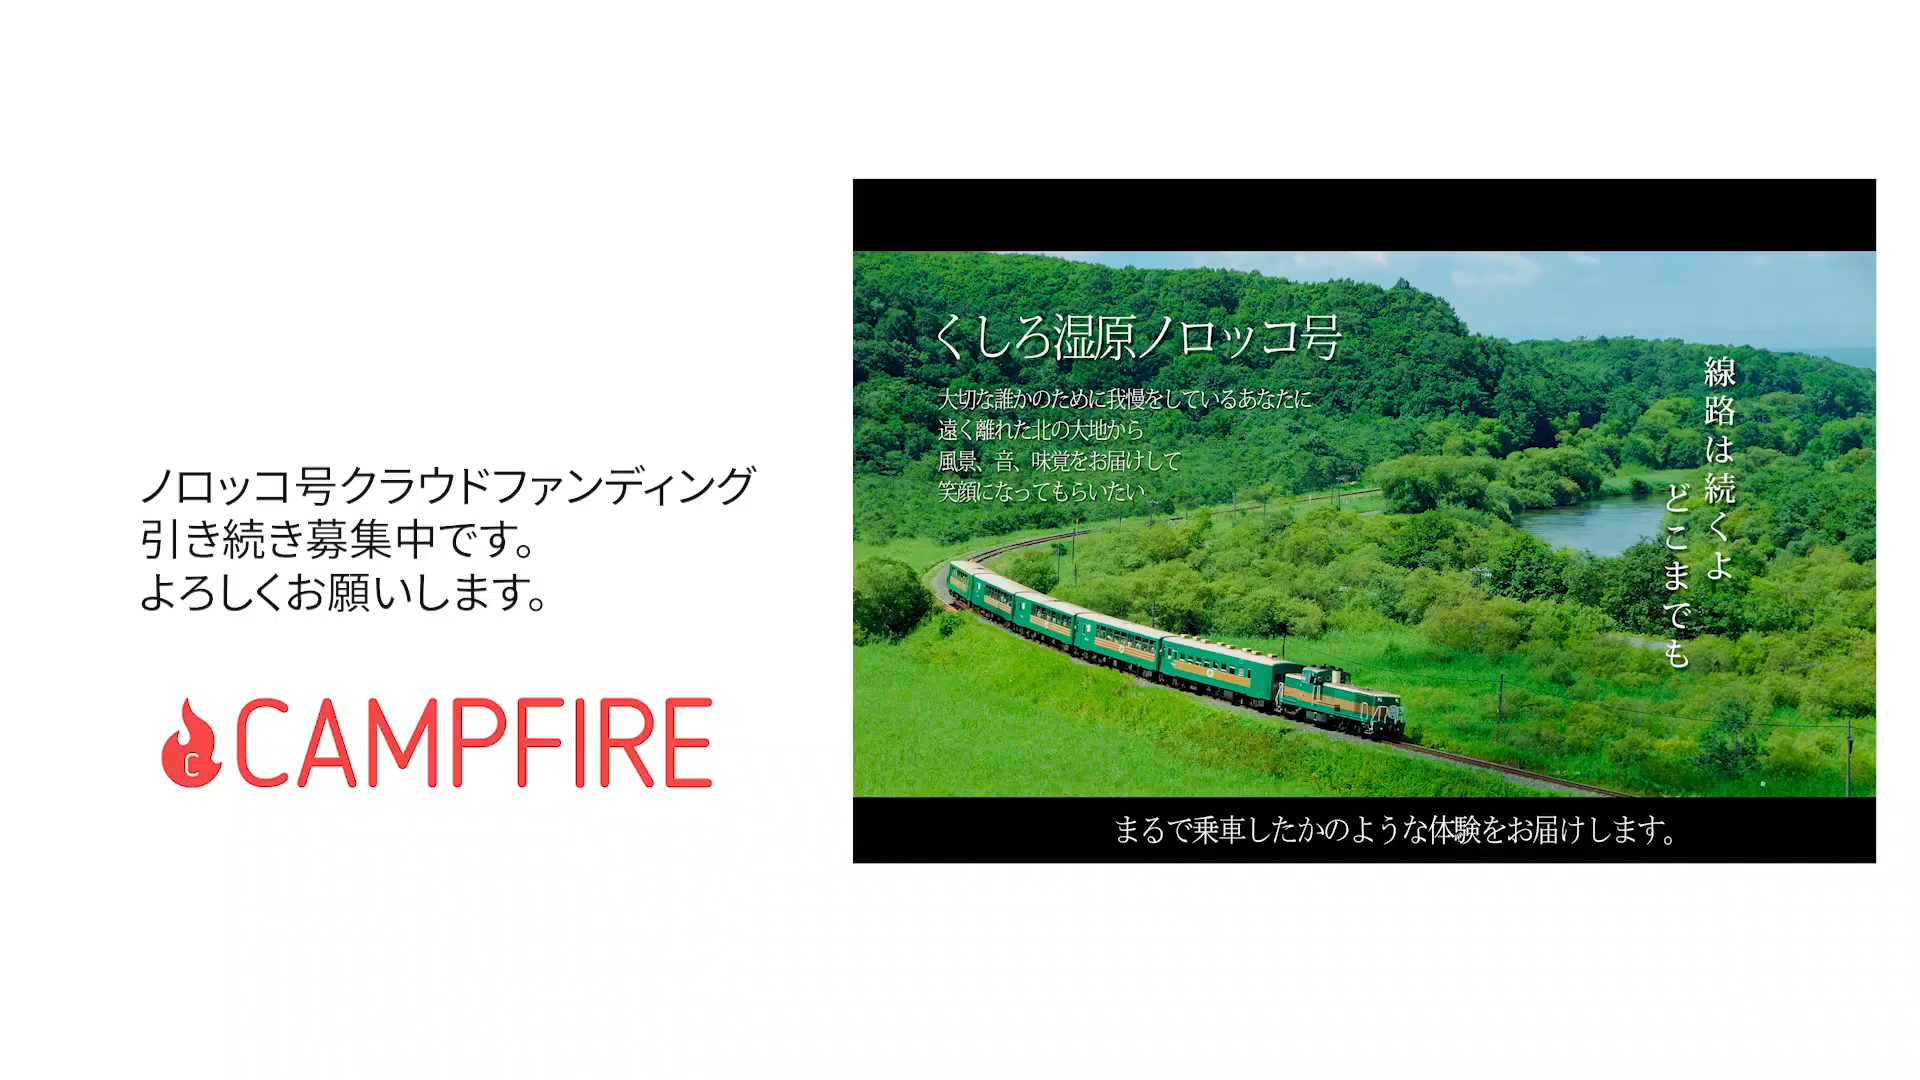 ノロッコ号クラウドファンディング
引き続き募集中です。
よろしくお願いします。
CAMPFIRE
くしろ湿原ノロッコ号
大切な誰かのために我慢をしているあなたに
遠く離れた北の大地から
風景、音、味覚をお届けして
笑顔になってもらいたい
線路は続くよ
どこまでも
まるで乗車したかのような体験をお届けします。